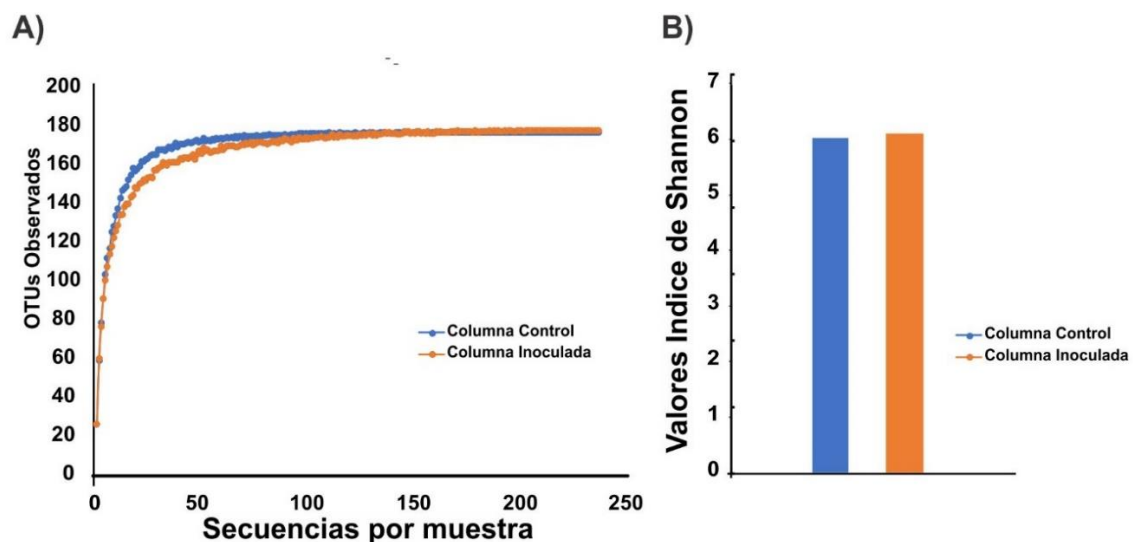 A)
OTUs Observados
200
180
160
140
120
100
80
60
40
20
0
0 50 100 150 200 250
Secuencias por muestra
Columna Control
Columna Inoculada
B)
Valores Indice de Shannon
7
6
5
4
3
2
1
0
Columna Control
Columna Inoculada